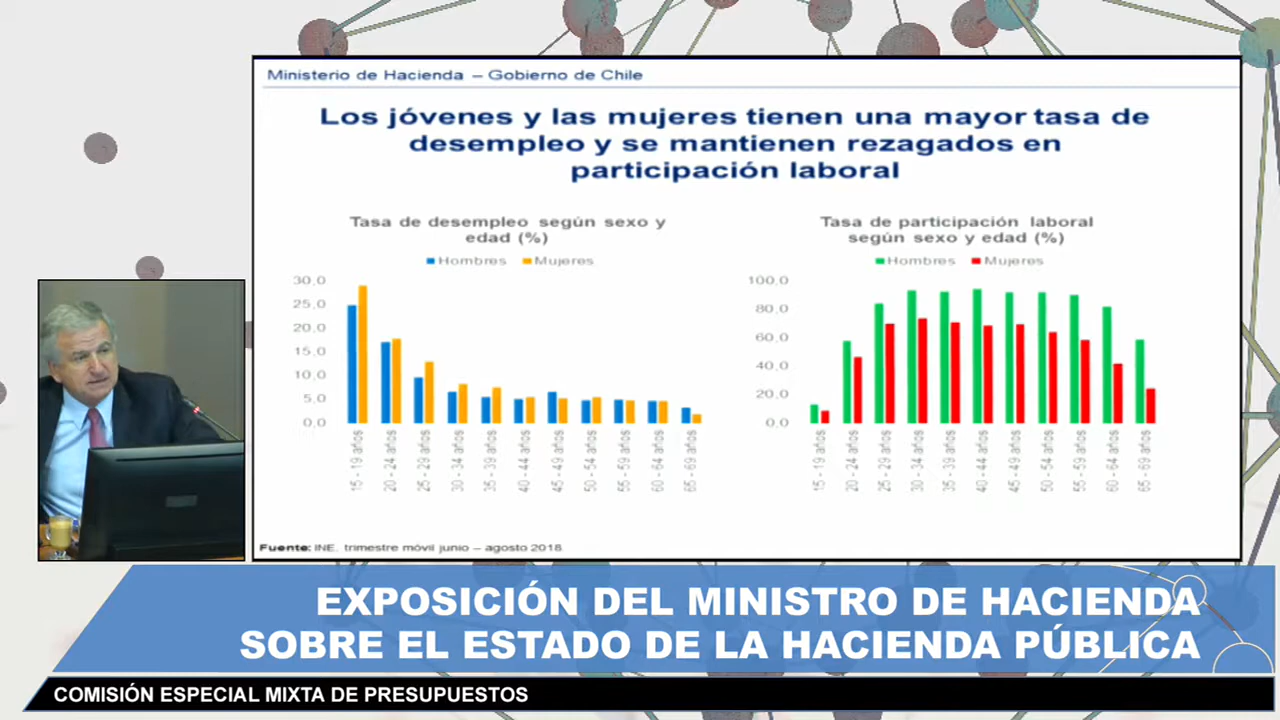 Ministerio de Hacienda – Gobierno de Chile
Los jóvenes y las mujeres tienen una mayor tasa de
desempleo y se mantienen rezagados en
participación laboral
Tasa de desempleo según sexo y
edad (%)
Hombres Mujeres
30,0
25,0
20,0
15,0
10,0
5,0
0,0
15 - 19 años
20 - 24 años
25 - 29 años
30 - 34 años
35 - 39 años
40 - 44 años
45 - 49 años
50 - 54 años
55 - 59 años
60 - 64 años
65 - 69 años
Tasa de participación laboral
según sexo y edad (%)
Hombres Mujeres
100,0
80,0
60,0
40,0
20,0
0,0
15 - 19 años
20 - 24 años
25 - 29 años
30 - 34 años
35 - 39 años
40 - 44 años
45 - 49 años
50 - 54 años
55 - 59 años
60 - 64 años
65 - 69 años
Fuente: INE, trimestre móvil junio – agosto 2018
EXPOSICIÓN DEL MINISTRO DE HACIENDA
SOBRE EL ESTADO DE LA HACIENDA PÚBLICA
COMISIÓN ESPECIAL MIXTA DE PRESUPUESTOS